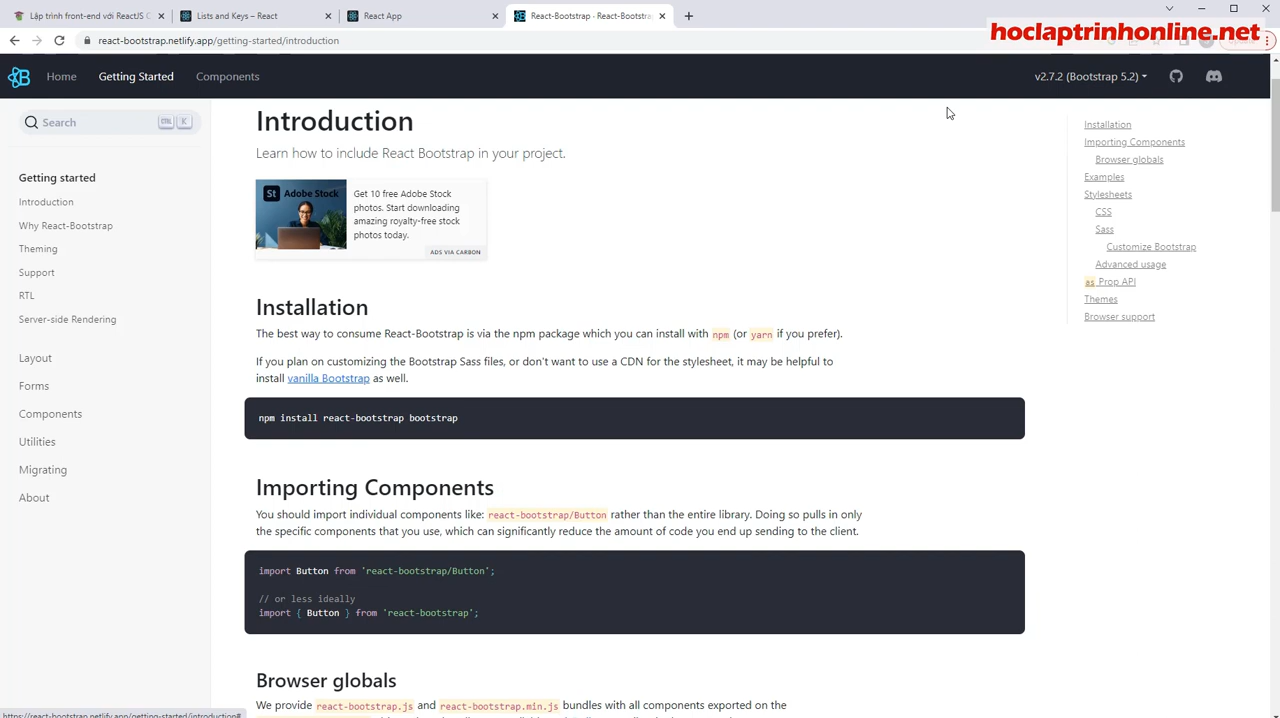 Lập trình front-end với ReactJS C
Lists and Keys – React
React App
React-Bootstrap · React-Bootstra
react-bootstrap.netlify.app/getting-started/introduction
hoclaptrinhonline.net
Home
Getting Started
Components
v2.7.2 (Bootstrap 5.2)
Search
CTRL K
Getting started
Introduction
Why React-Bootstrap
Theming
Support
RTL
Server-side Rendering
Layout
Forms
Components
Utilities
Migrating
About
Introduction
Learn how to include React Bootstrap in your project.
St Adobe Stock
Get 10 free Adobe Stock
photos. Start downloading
amazing royalty-free stock
photos today.
ADS VIA CARBON
Installation
The best way to consume React-Bootstrap is via the npm package which you can install with npm (or yarn if you prefer).
If you plan on customizing the Bootstrap Sass files, or don't want to use a CDN for the stylesheet, it may be helpful to
install vanilla Bootstrap as well.
npm install react-bootstrap bootstrap
Importing Components
You should import individual components like: react-bootstrap/Button rather than the entire library. Doing so pulls in only
the specific components that you use, which can significantly reduce the amount of code you end up sending to the client.
import Button from 'react-bootstrap/Button';
// or less ideally
import { Button } from 'react-bootstrap';
Browser globals
We provide react-bootstrap.js and react-bootstrap.min.js bundles with all components exported on the
Installation
Importing Components
Browser globals
Examples
Stylesheets
CSS
Sass
Customize Bootstrap
Advanced usage
as Prop API
Themes
Browser support
https://react-bootstrap.netlify.app/getting-started/introduction#